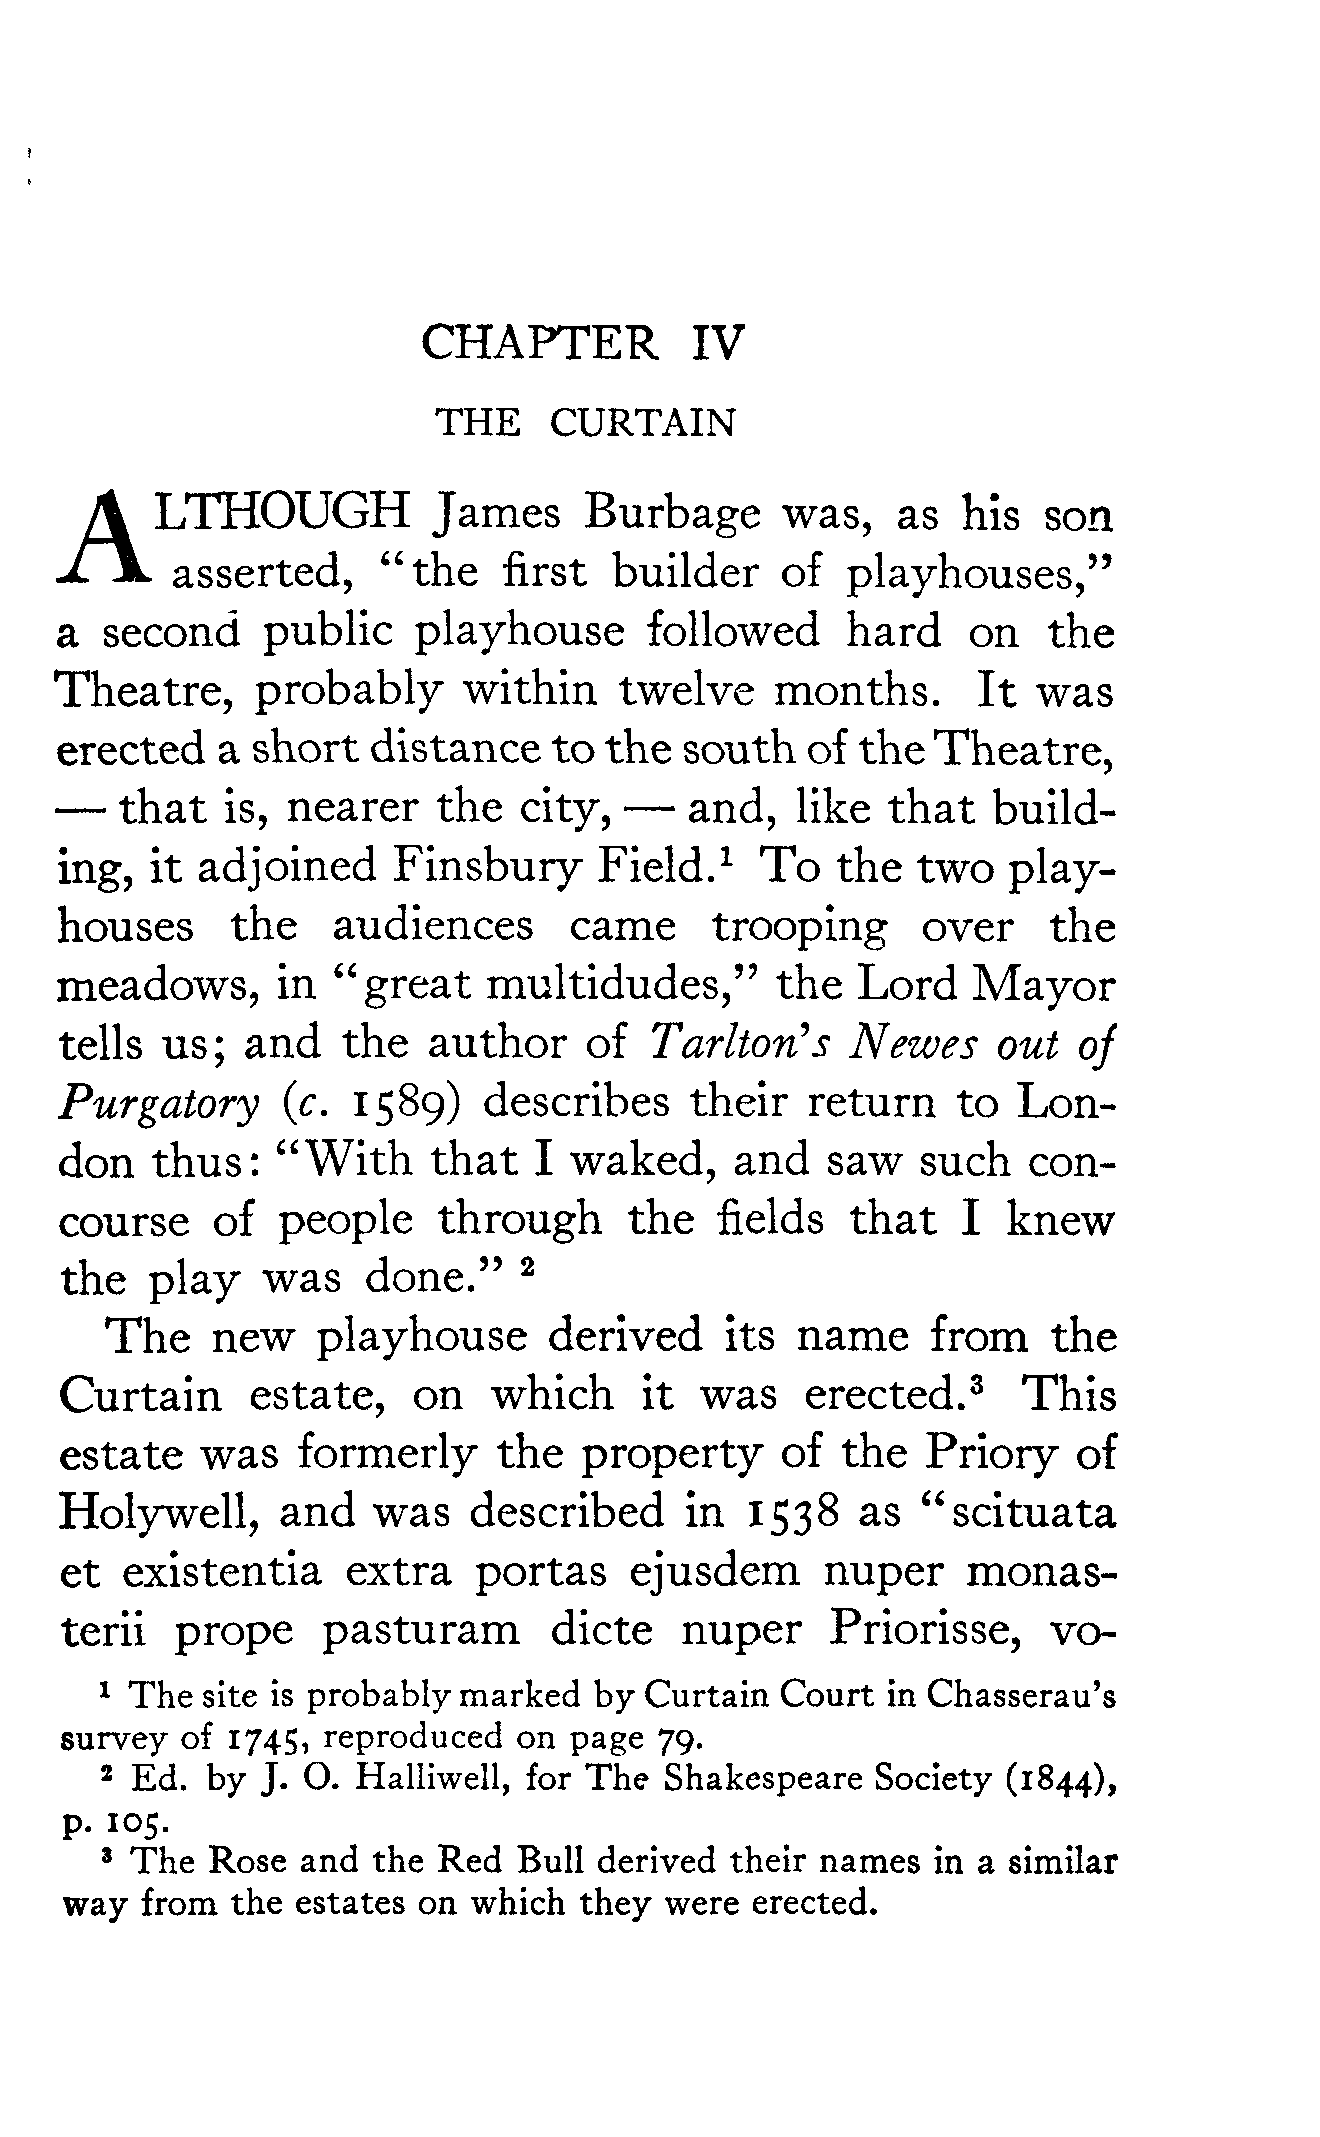 CHAPTER IV
THE CURTAIN
ALTHOUGH James Burbage was, as his son
asserted, "the first builder of playhouses,"
a second public playhouse followed hard on the
Theatre, probably within twelve months. It was
erected a short distance to the south of the Theatre,
— that is, nearer the city, — and, like that build-
ing, it adjoined Finsbury Field.¹ To the two play-
houses the audiences came trooping over the
meadows, in "great multidudes," the Lord Mayor
tells us; and the author of Tarlton's Newes out of
Purgatory (c. 1589) describes their return to Lon-
don thus: "With that I waked, and saw such con-
course of people through the fields that I knew
the play was done." ²
The new playhouse derived its name from the
Curtain estate, on which it was erected.³ This
estate was formerly the property of the Priory of
Holywell, and was described in 1538 as "scituata
et existentia extra portas ejusdem nuper monas-
terii prope pasturam dicte nuper Priorisse, vo-
¹ The site is probably marked by Curtain Court in Chasserau's
survey of 1745, reproduced on page 79.
² Ed. by J. O. Halliwell, for The Shakespeare Society (1844),
p. 105.
³ The Rose and the Red Bull derived their names in a similar
way from the estates on which they were erected.